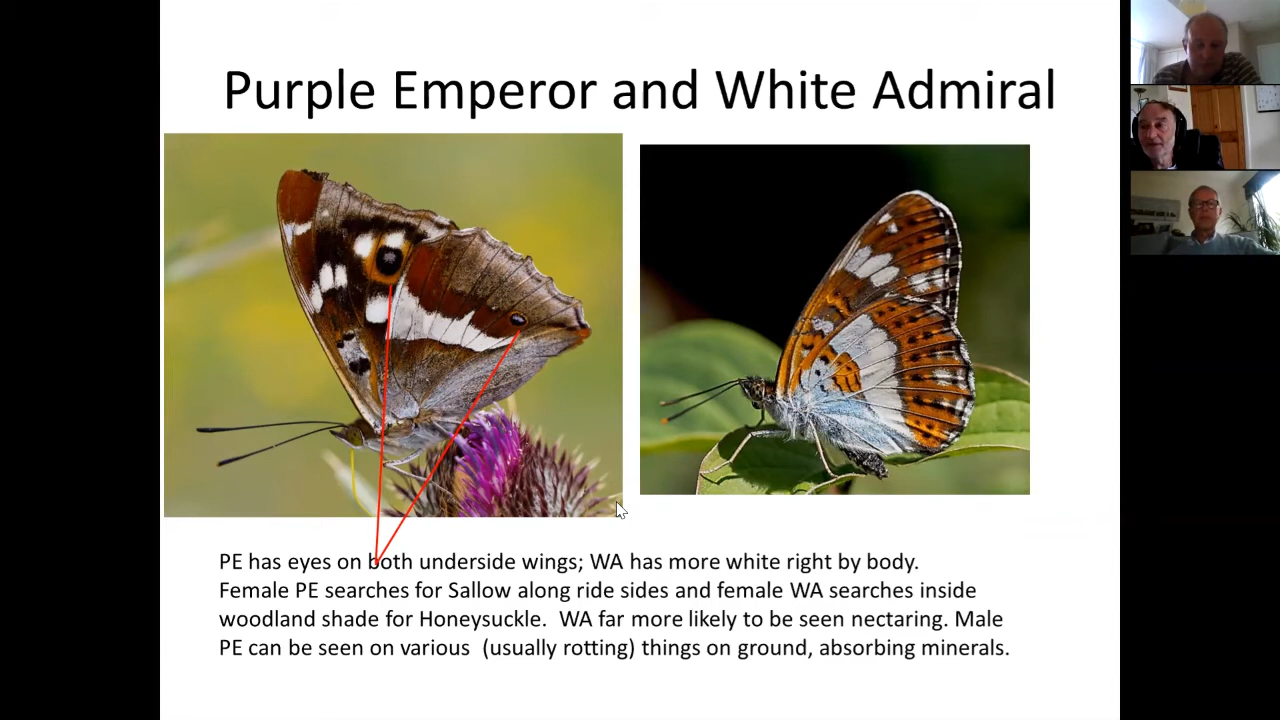 Purple Emperor and White Admiral
PE has eyes on both underside wings; WA has more white right by body.
Female PE searches for Sallow along ride sides and female WA searches inside
woodland shade for Honeysuckle.  WA far more likely to be seen nectaring. Male
PE can be seen on various  (usually rotting) things on ground, absorbing minerals.